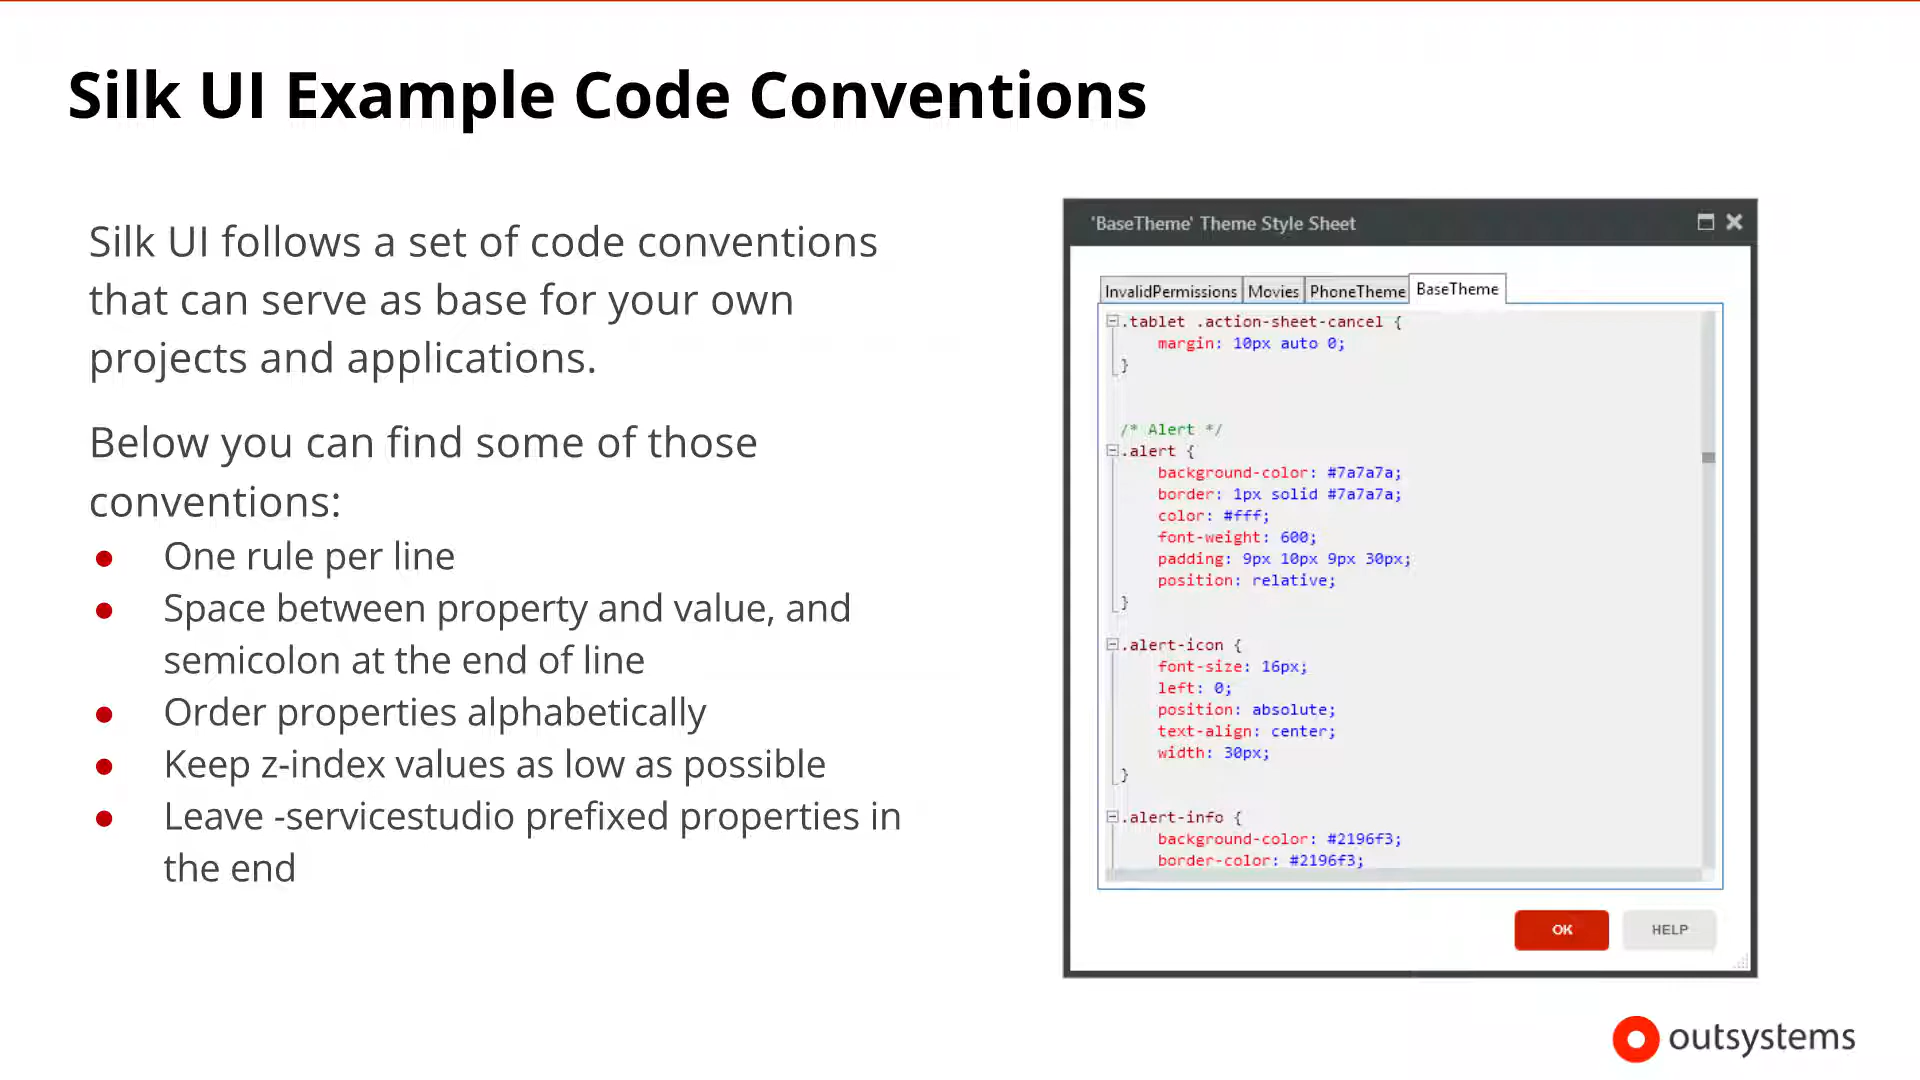 Silk UI Example Code Conventions
Silk UI follows a set of code conventions
that can serve as base for your own
projects and applications.
Below you can find some of those
conventions:
● One rule per line
● Space between property and value, and
semicolon at the end of line
● Order properties alphabetically
● Keep z-index values as low as possible
● Leave -servicestudio prefixed properties in
the end
'BaseTheme' Theme Style Sheet
InvalidPermissions Movies PhoneTheme BaseTheme
.tablet .action-sheet-cancel {
margin: 10px auto 0;
}
/* Alert */
.alert {
background-color: #7a7a7a;
border: 1px solid #7a7a7a;
color: #fff;
font-weight: 600;
padding: 9px 10px 9px 30px;
position: relative;
}
.alert-icon {
font-size: 16px;
left: 0;
position: absolute;
text-align: center;
width: 30px;
}
.alert-info {
background-color: #2196f3;
border-color: #2196f3;
OK HELP
outsystems